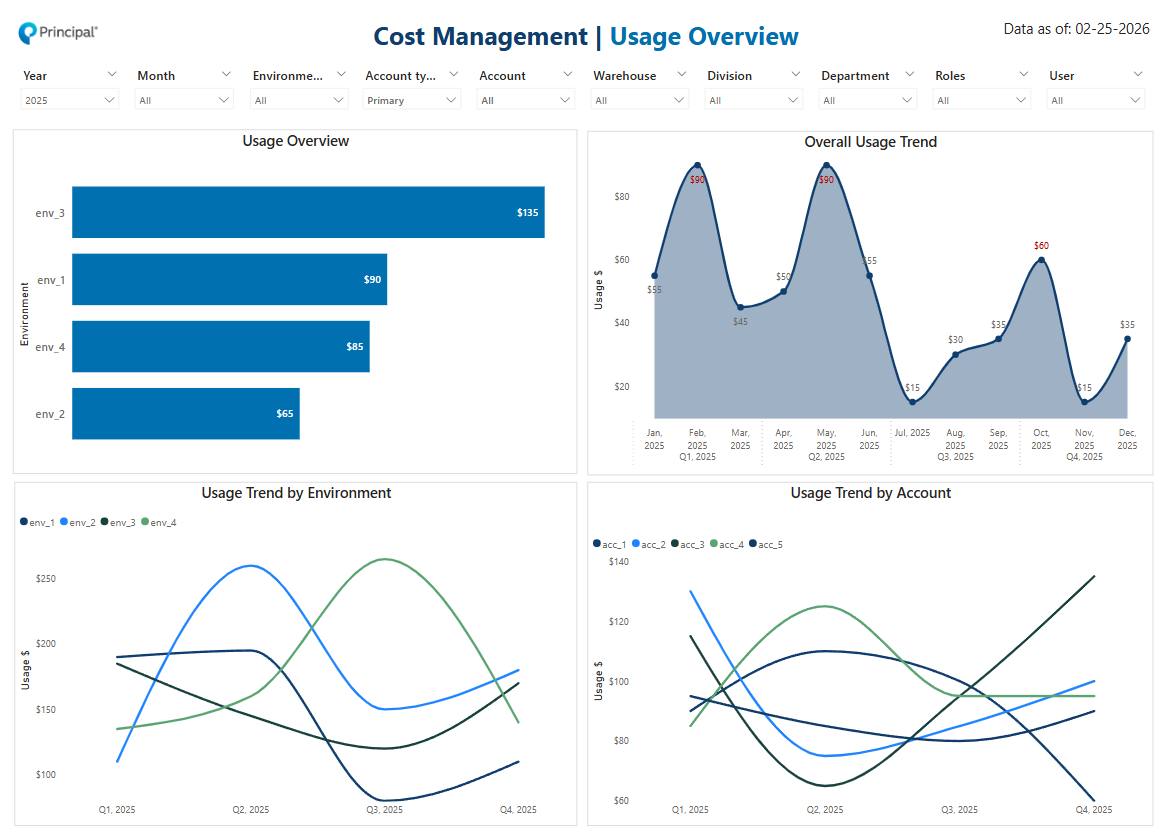 Principal®
Cost Management | Usage Overview
Data as of: 02-25-2026
Year Month Environme... Account ty... Account Warehouse Division Department Roles User
2025 All All Primary All All All All All All
Usage Overview
Environment
env_3 $135
env_1 $90
env_4 $85
env_2 $65
Overall Usage Trend
Usage $
$80
$60
$40
$20
$55 $90 $45 $50 $90 $55 $15 $30 $35 $60 $15 $35
Jan, 2025 Feb, 2025 Mar, 2025 Apr, 2025 May, 2025 Jun, 2025 Jul, 2025 Aug, 2025 Sep, 2025 Oct, 2025 Nov, 2025 Dec, 2025
Q1, 2025 Q2, 2025 Q3, 2025 Q4, 2025
Usage Trend by Environment
env_1 env_2 env_3 env_4
Usage $
$250
$200
$150
$100
Q1, 2025 Q2, 2025 Q3, 2025 Q4, 2025
Usage Trend by Account
acc_1 acc_2 acc_3 acc_4 acc_5
Usage $
$140
$120
$100
$80
$60
Q1, 2025 Q2, 2025 Q3, 2025 Q4, 2025